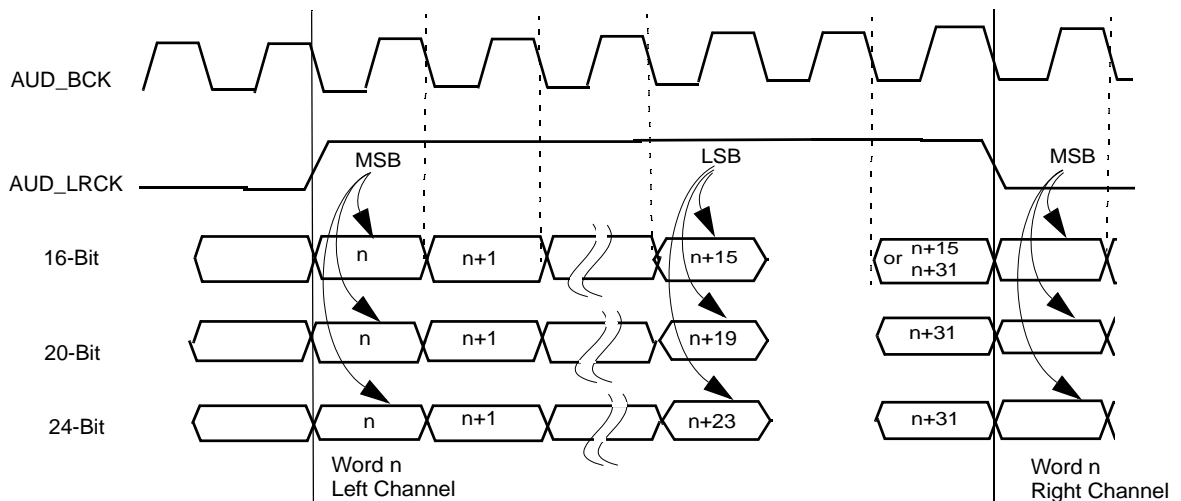 AUD_BCK
AUD_LRCK
MSB
LSB
MSB
16-Bit
n
n+1
n+15
or n+15
n+31
20-Bit
n
n+1
n+19
n+31
24-Bit
n
n+1
n+23
n+31
Word n
Left Channel
Word n
Right Channel